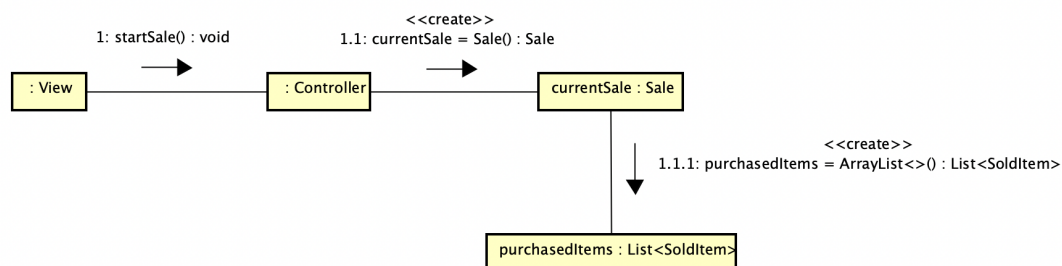 <<create>>
1: startSale() : void
1.1: currentSale = Sale() : Sale
: View
: Controller
currentSale : Sale
<<create>>
1.1.1: purchasedItems = ArrayList<>() : List<SoldItem>
purchasedItems : List<SoldItem>